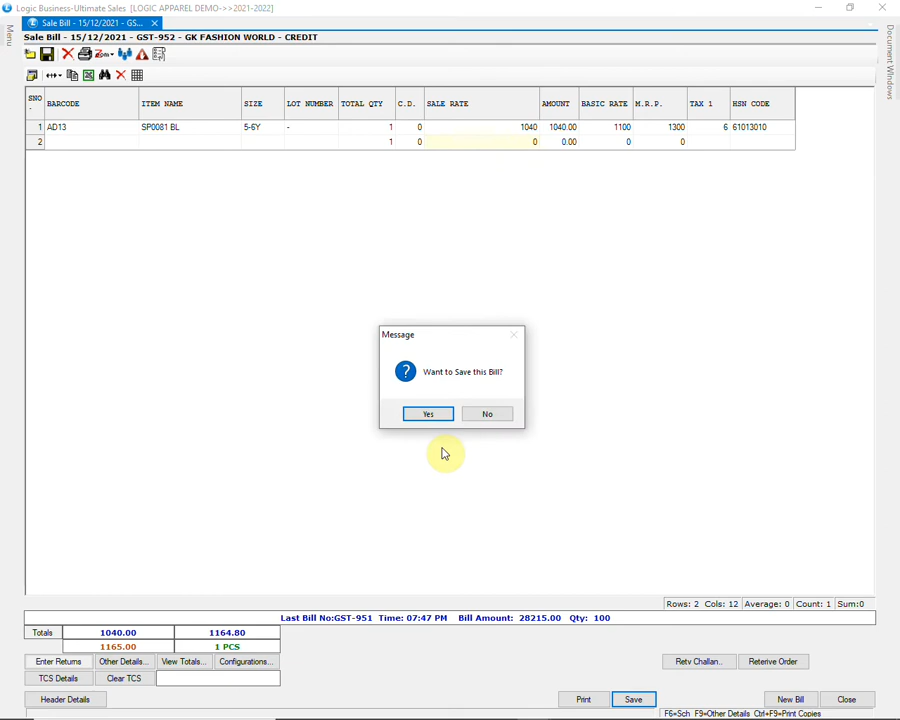 Logic Business-Ultimate Sales [LOGIC APPAREL DEMO->>2021-2022]
Menu
Sale Bill - 15/12/2021 - GS...
Document Windows
Sale Bill - 15/12/2021 - GST-952 - GK FASHION WORLD - CREDIT
Zom
SNO BARCODE ITEM NAME SIZE LOT NUMBER TOTAL QTY C.D. SALE RATE AMOUNT BASIC RATE M.R.P. TAX 1 HSN CODE
1 AD13 SP0081 BL 5-6Y - 1 0 1040 1040.00 1100 1300 6 61013010
2 1 0 0 0.00 0 0
Message
? Want to Save this Bill?
Yes No
Rows: 2 Cols: 12 Average: 0 Count: 1 Sum:0
Last Bill No:GST-951 Time: 07:47 PM Bill Amount: 28215.00 Qty: 100
Totals 1040.00 1164.80
1165.00 1 PCS
Enter Returns Other Details... View Totals... Configurations... Retv Challan.. Reterive Order
TCS Details Clear TCS
Header Details Print Save New Bill Close
F6=Sch F9=Other Details Ctrl+F9=Print Copies